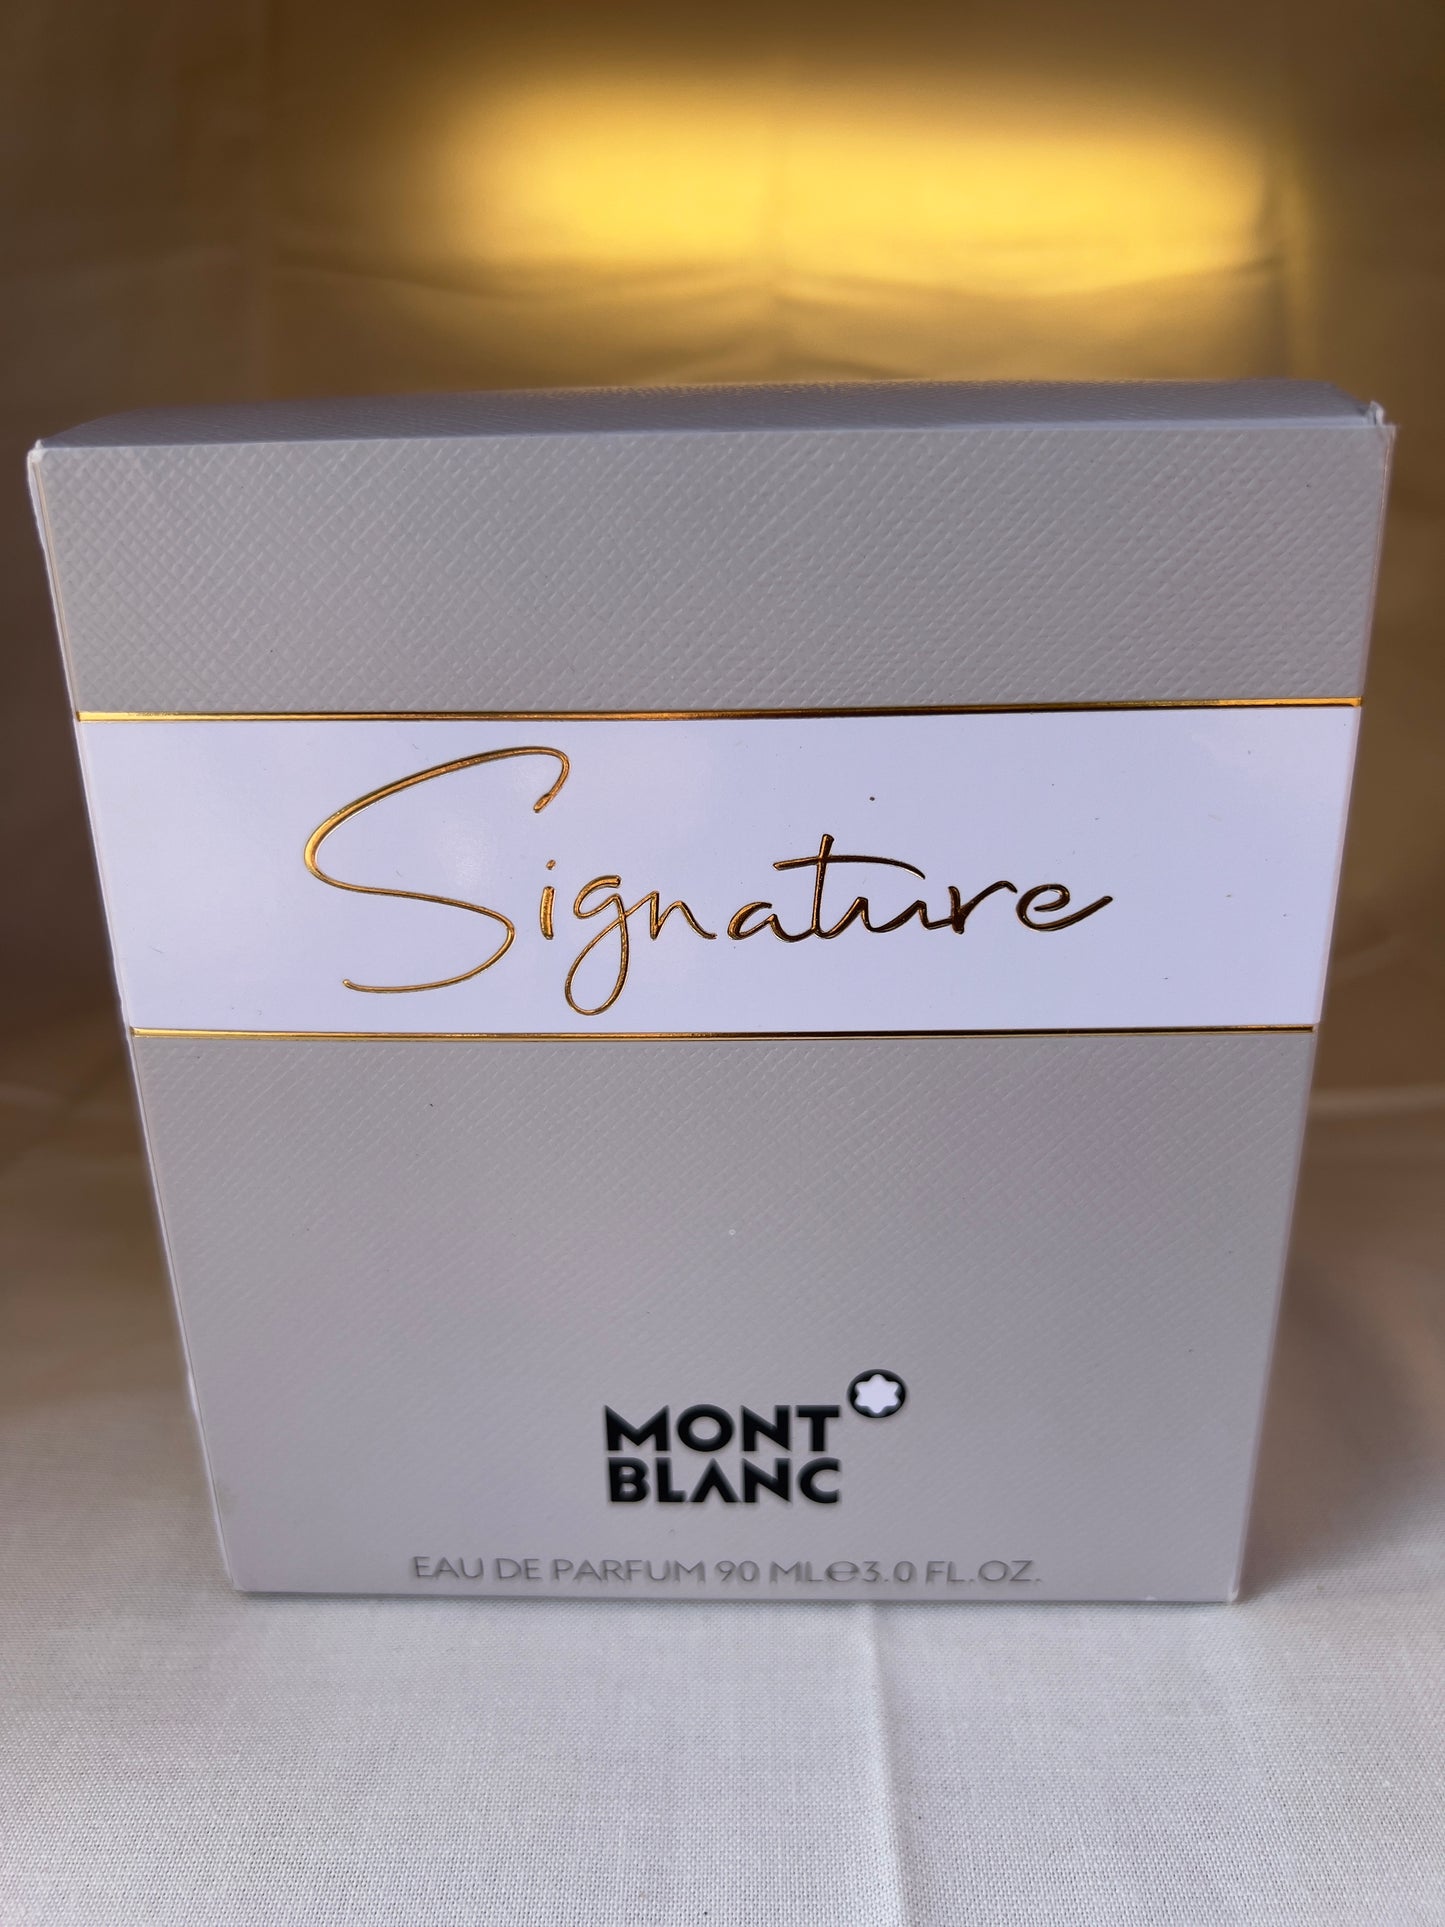 Signature
MONT
BLANC
EAU DE PARFUM 90 ML℮3.0 FL.OZ.